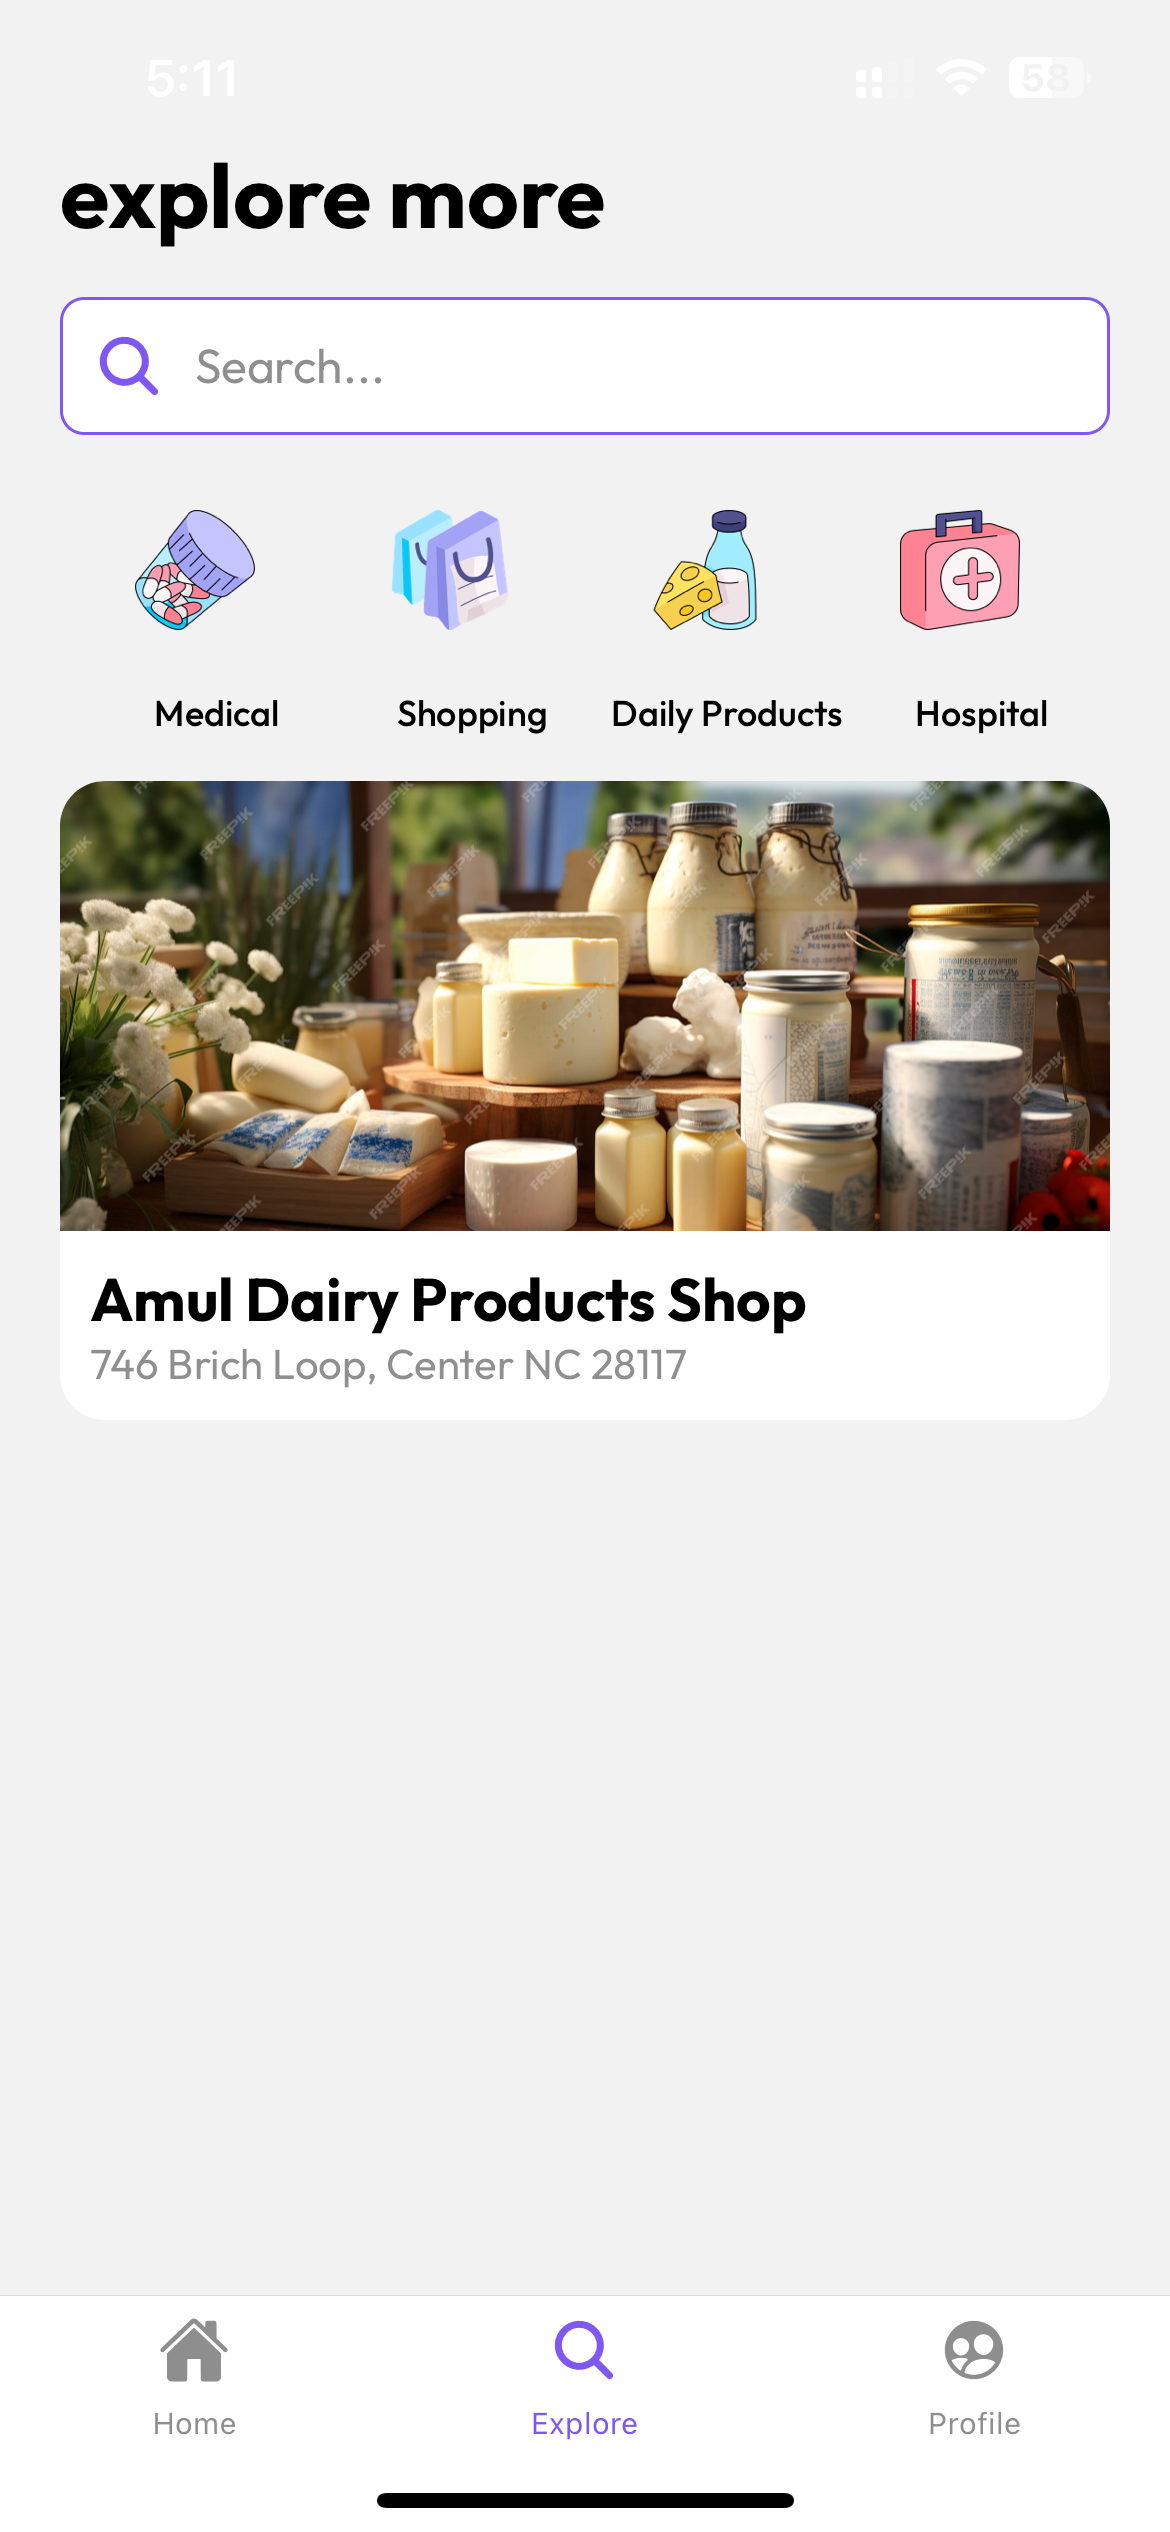 5:11
58
explore more
Search...
Medical
Shopping
Daily Products
Hospital
FREEPIK
Amul Dairy Products Shop
746 Brich Loop, Center NC 28117
Home
Explore
Profile